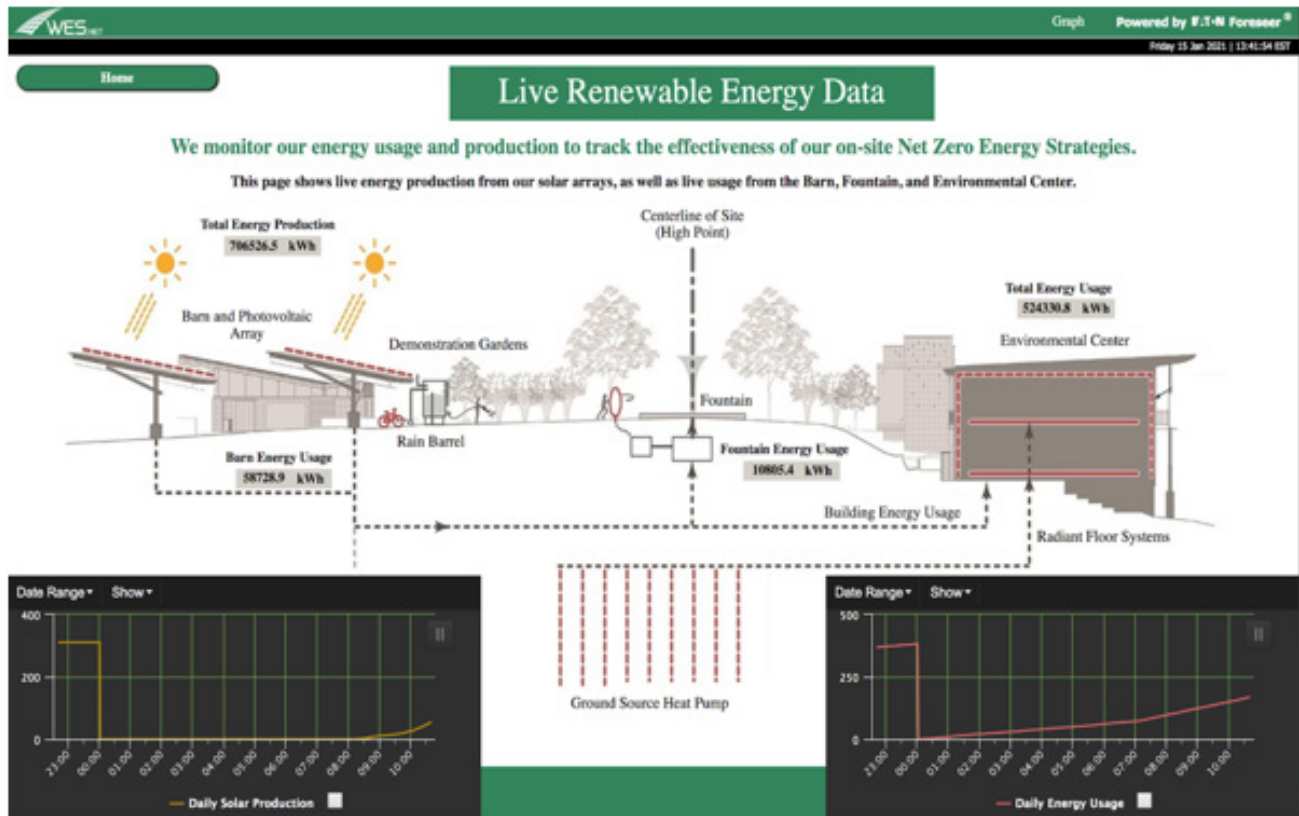 WES NET
Graph
Powered by EATON Foreseer®
Friday 15 Jan 2021 | 13:41:54 EST
Home
Live Renewable Energy Data
We monitor our energy usage and production to track the effectiveness of our on-site Net Zero Energy Strategies.
This page shows live energy production from our solar arrays, as well as live usage from the Barn, Fountain, and Environmental Center.
Total Energy Production
706526.5 kWh
Centerline of Site
(High Point)
Total Energy Usage
524330.8 kWh
Barn and Photovoltaic
Array
Demonstration Gardens
Environmental Center
Fountain
Rain Barrel
Barn Energy Usage
58728.9 kWh
Fountain Energy Usage
10805.4 kWh
Building Energy Usage
Radiant Floor Systems
Ground Source Heat Pump
Date Range Show
400
200
0
23:00 00:00 01:00 02:00 03:00 04:00 05:00 06:00 07:00 08:00 09:00 10:00
Daily Solar Production
Date Range Show
500
250
0
23:00 00:00 01:00 02:00 03:00 04:00 05:00 06:00 07:00 08:00 09:00 10:00
Daily Energy Usage